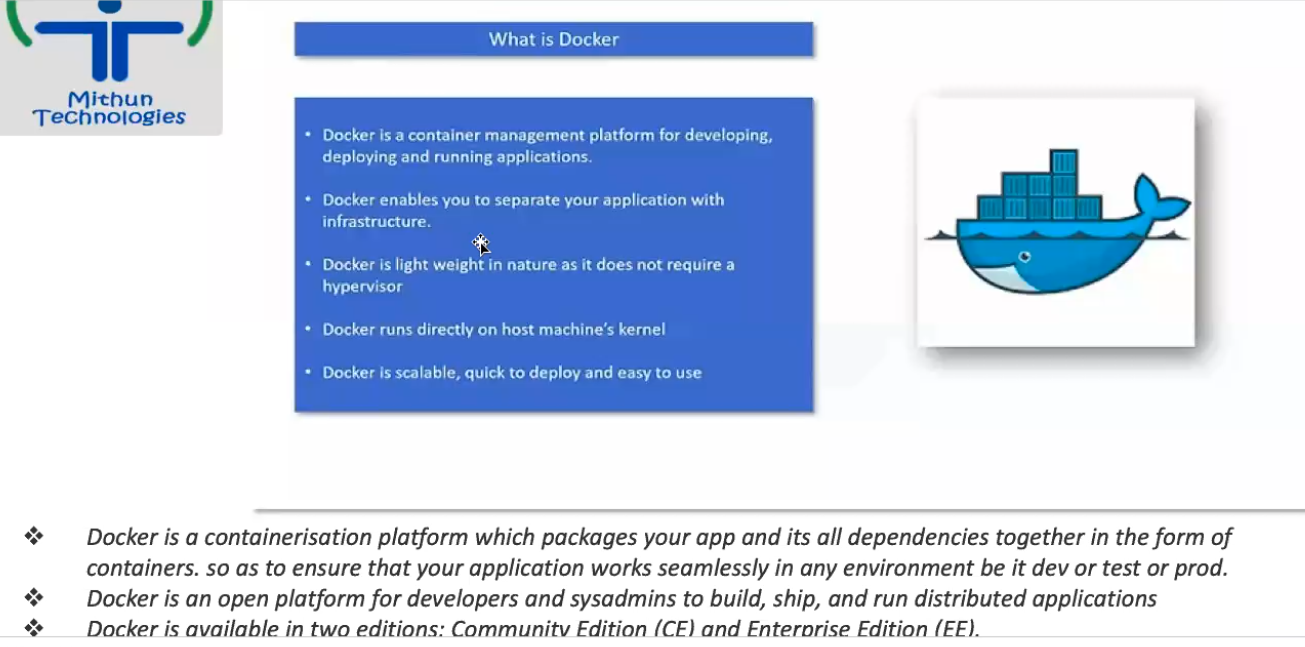 Mithun
Technologies
What is Docker
• Docker is a container management platform for developing,
deploying and running applications.
• Docker enables you to separate your application with
infrastructure.
• Docker is light weight in nature as it does not require a
hypervisor
• Docker runs directly on host machine's kernel
• Docker is scalable, quick to deploy and easy to use
❖ Docker is a containerisation platform which packages your app and its all dependencies together in the form of
containers. so as to ensure that your application works seamlessly in any environment be it dev or test or prod.
❖ Docker is an open platform for developers and sysadmins to build, ship, and run distributed applications
❖ Docker is available in two editions: Community Edition (CE) and Enterprise Edition (EE).